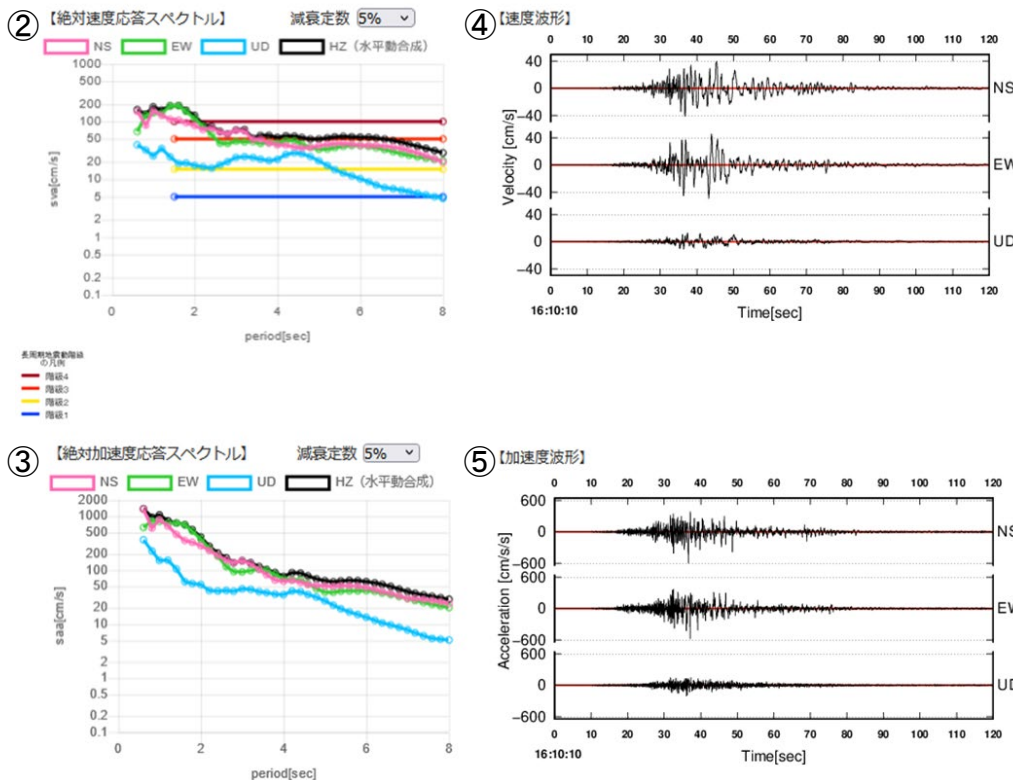 ② 【絶対速度応答スペクトル】 減衰定数 5%
NS EW UD HZ（水平動合成）
1000
200
100
50
20
10
5
2
1
0.5
0.2
0.1
sva[cm/s]
0 2 4 6 8
period[sec]
長周期地震動階級
の凡例
階級4
階級3
階級2
階級1
④ 【速度波形】
0 10 20 30 40 50 60 70 80 90 100 110 120
40
0
−40
NS
40
0
−40
EW
40
0
−40
UD
Velocity [cm/s]
0 10 20 30 40 50 60 70 80 90 100 110 120
16:10:10 Time[sec]
③ 【絶対加速度応答スペクトル】 減衰定数 5%
NS EW UD HZ（水平動合成）
2000
1000
500
200
100
50
20
10
5
2
1
0.5
0.2
0.1
saa[cm/s]
0 2 4 6 8
period[sec]
⑤ 【加速度波形】
0 10 20 30 40 50 60 70 80 90 100 110 120
600
0
−600
NS
600
0
−600
EW
600
0
−600
UD
Acceleration [cm/s/s]
0 10 20 30 40 50 60 70 80 90 100 110 120
16:10:10 Time[sec]